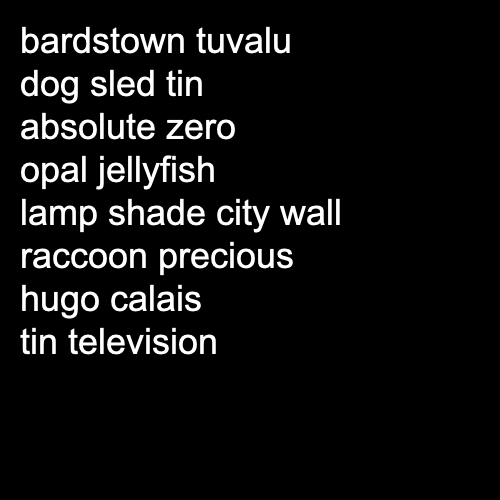 bardstown tuvalu
dog sled tin
absolute zero
opal jellyfish
lamp shade city wall
raccoon precious
hugo calais
tin television